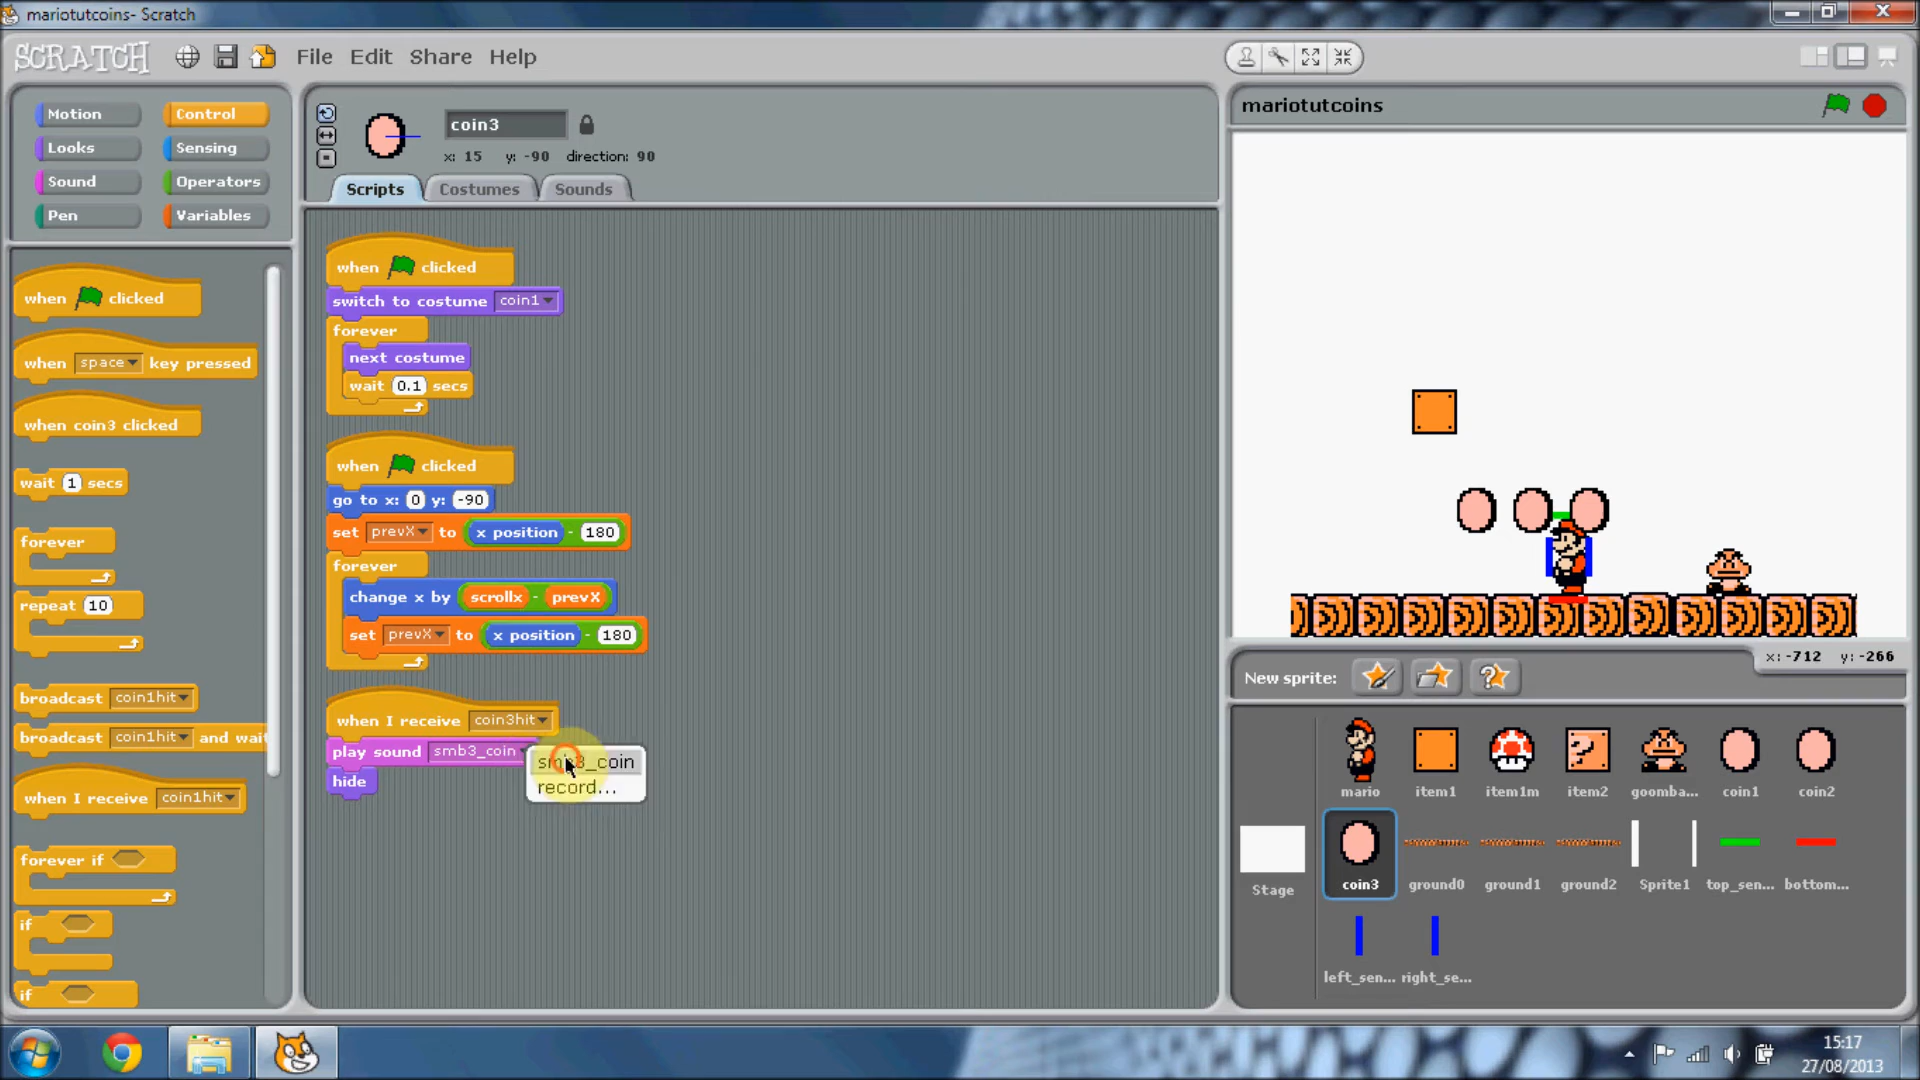 mariotutcoins- Scratch
SCRATCH
File Edit Share Help
Motion Control
Looks Sensing
Sound Operators
Pen Variables
when clicked
when space key pressed
when coin3 clicked
wait 1 secs
forever
repeat 10
broadcast coin1hit
broadcast coin1hit and wait
when I receive coin1hit
forever if
if
if
coin3
x: 15 y: -90 direction: 90
Scripts Costumes Sounds
when clicked
switch to costume coin1
forever
next costume
wait 0.1 secs
when clicked
go to x: 0 y: -90
set prevX to x position - 180
forever
change x by scrollx - prevX
set prevX to x position - 180
when I receive coin3hit
play sound smb3_coin
hide
smb3_coin
record...
mariotutcoins
x: -712 y: -266
New sprite:
mario item1 item1m item2 goomba... coin1 coin2
Stage
coin3 ground0 ground1 ground2 Sprite1 top_sen... bottom...
left_sen... right_se...
15:17
27/08/2013